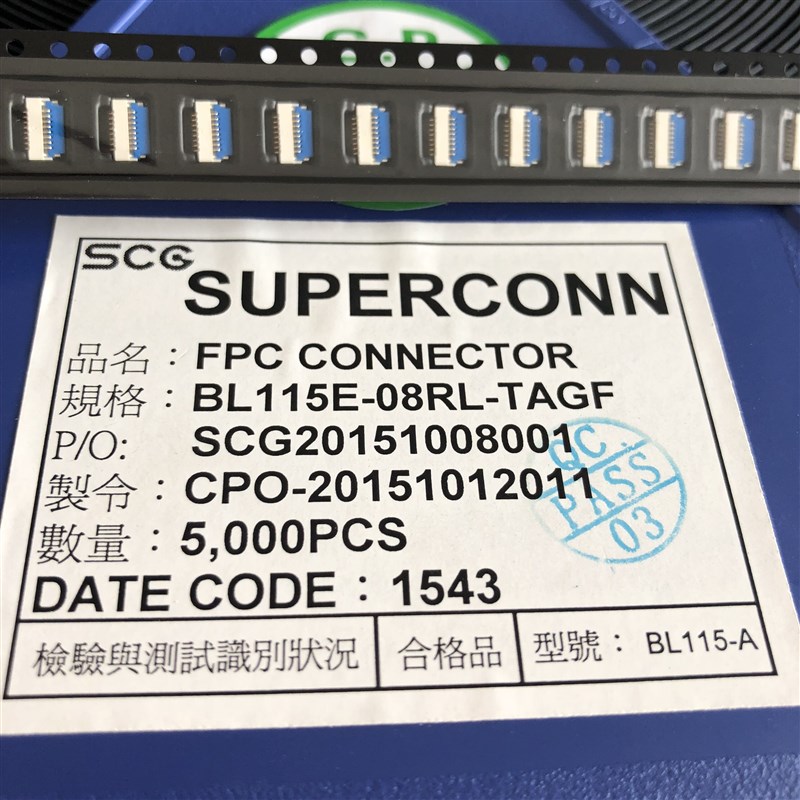 SCG SUPERCONN
品名：FPC CONNECTOR
規格：BL115E-08RL-TAGF
P/O: SCG20151008001
製令：CPO-20151012011
數量：5,000PCS
DATE CODE：1543
QC.
PASS
03
檢驗與測試識別狀況 合格品 型號： BL115-A